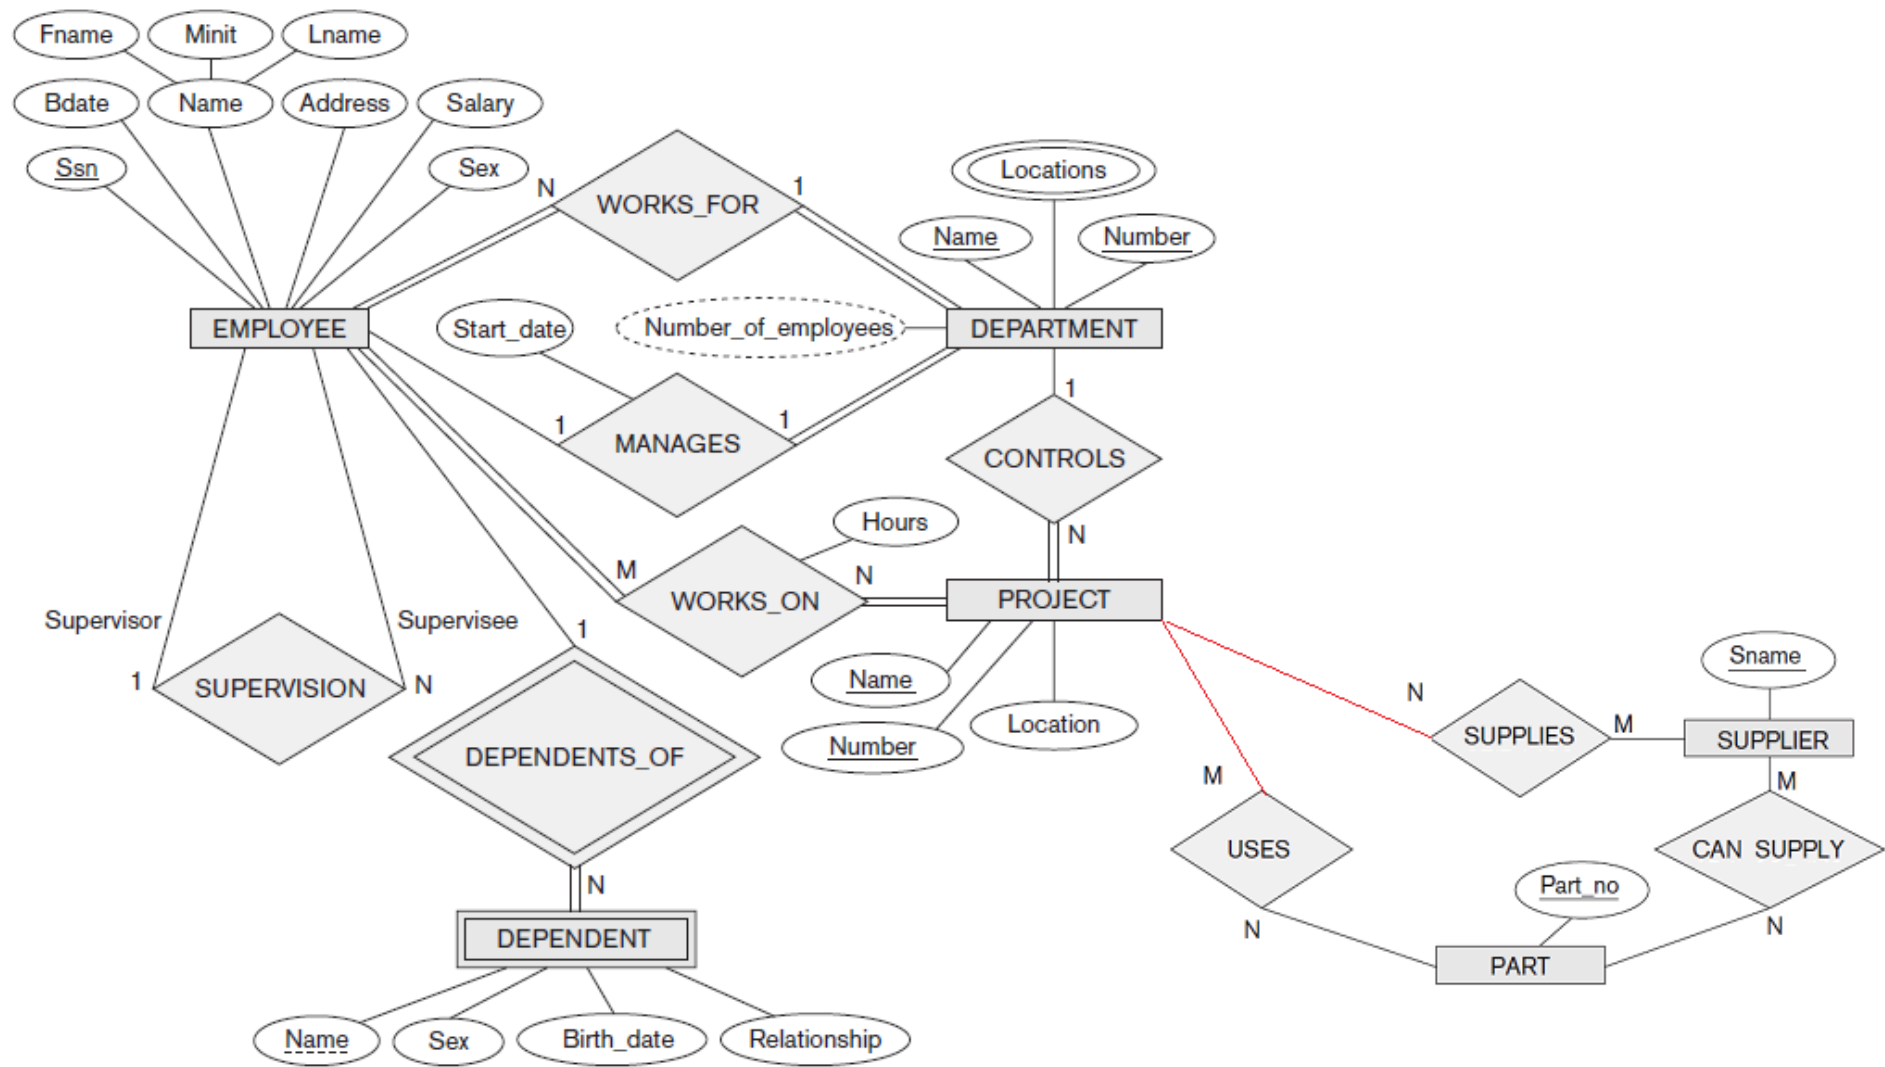 Fname
Minit
Lname
Bdate
Name
Address
Salary
Ssn
Sex
N
WORKS_FOR
1
Locations
Name
Number
EMPLOYEE
Start_date
Number_of_employees
DEPARTMENT
1
MANAGES
1
1
CONTROLS
N
Hours
M
WORKS_ON
N
PROJECT
Supervisor
Supervisee
1
SUPERVISION
N
1
DEPENDENTS_OF
Name
Number
Location
Sname
N
SUPPLIES
M
SUPPLIER
M
M
USES
CAN SUPPLY
N
Part_no
N
N
DEPENDENT
PART
Name
Sex
Birth_date
Relationship